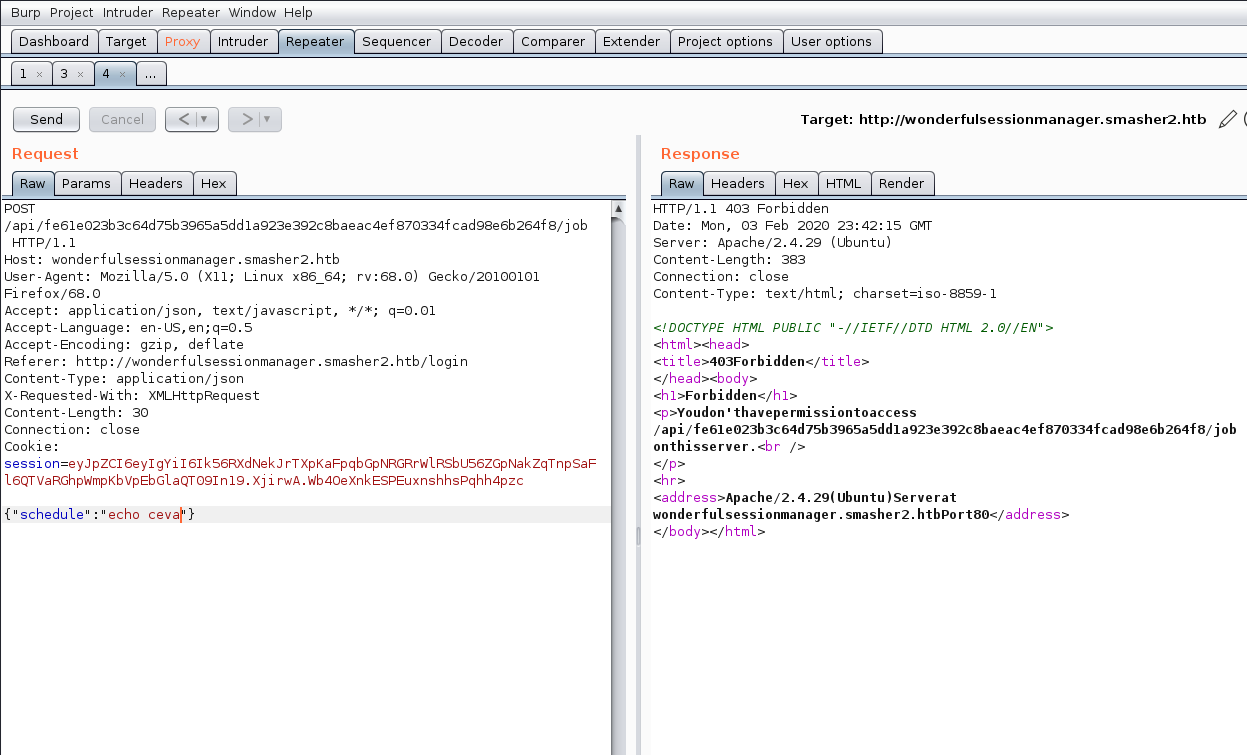 Burp Project Intruder Repeater Window Help
Dashboard Target Proxy Intruder Repeater Sequencer Decoder Comparer Extender Project options User options
1 × 3 × 4 × ...
Send Cancel < > Target: http://wonderfulsessionmanager.smasher2.htb
Request
Raw Params Headers Hex
POST
/api/fe61e023b3c64d75b3965a5dd1a923e392c8baeac4ef870334fcad98e6b264f8/job
HTTP/1.1
Host: wonderfulsessionmanager.smasher2.htb
User-Agent: Mozilla/5.0 (X11; Linux x86_64; rv:68.0) Gecko/20100101
Firefox/68.0
Accept: application/json, text/javascript, */*; q=0.01
Accept-Language: en-US,en;q=0.5
Accept-Encoding: gzip, deflate
Referer: http://wonderfulsessionmanager.smasher2.htb/login
Content-Type: application/json
X-Requested-With: XMLHttpRequest
Content-Length: 30
Connection: close
Cookie:
session=eyJpZCI6eyIgYiI6Ik56RXdNekJrTXpKaFpqbGpNRGRrWlRSbU56ZGpNakZqTnpSaF
l6QTVaRGhpWmpKbVpEbGlaQT09In19.XjirwA.Wb4OeXnkESPEuxnshhsPqhh4pzc
{"schedule":"echo ceva"}
Response
Raw Headers Hex HTML Render
HTTP/1.1 403 Forbidden
Date: Mon, 03 Feb 2020 23:42:15 GMT
Server: Apache/2.4.29 (Ubuntu)
Content-Length: 383
Connection: close
Content-Type: text/html; charset=iso-8859-1
<!DOCTYPE HTML PUBLIC "-//IETF//DTD HTML 2.0//EN">
<html><head>
<title>403Forbidden</title>
</head><body>
<h1>Forbidden</h1>
<p>Youdon'thavepermissiontoaccess
/api/fe61e023b3c64d75b3965a5dd1a923e392c8baeac4ef870334fcad98e6b264f8/job
onthisserver.<br />
</p>
<hr>
<address>Apache/2.4.29(Ubuntu)Serverat
wonderfulsessionmanager.smasher2.htbPort80</address>
</body></html>